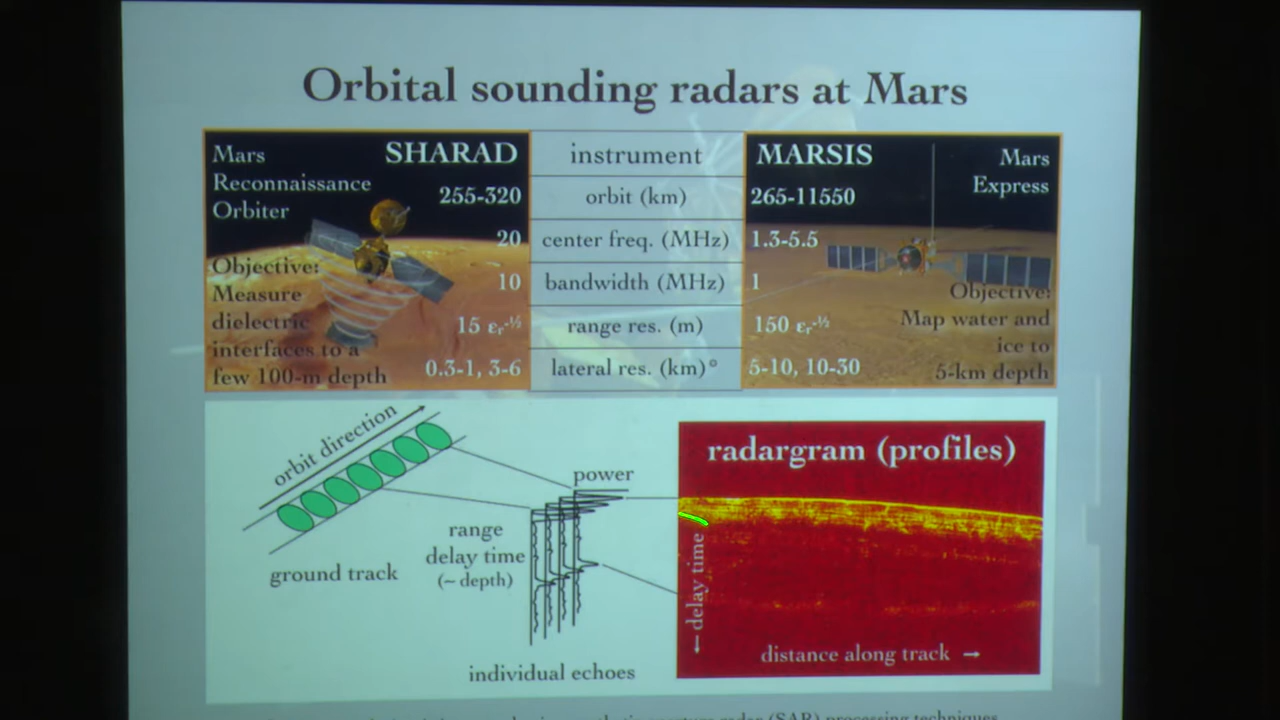 Orbital sounding radars at Mars
Mars
Reconnaissance
Orbiter
SHARAD
255-320
20
10
15 εr-½
0.3-1, 3-6
Objective:
Measure
dielectric
interfaces to a
few 100-m depth
instrument
orbit (km)
center freq. (MHz)
bandwidth (MHz)
range res. (m)
lateral res. (km)°
MARSIS
265-11550
1.3-5.5
1
150 εr-½
5-10, 10-30
Mars
Express
Objective:
Map water and
ice to
5-km depth
orbit direction
ground track
power
range
delay time
(~ depth)
individual echoes
radargram (profiles)
← delay time
distance along track →
(SAR) processing techniques